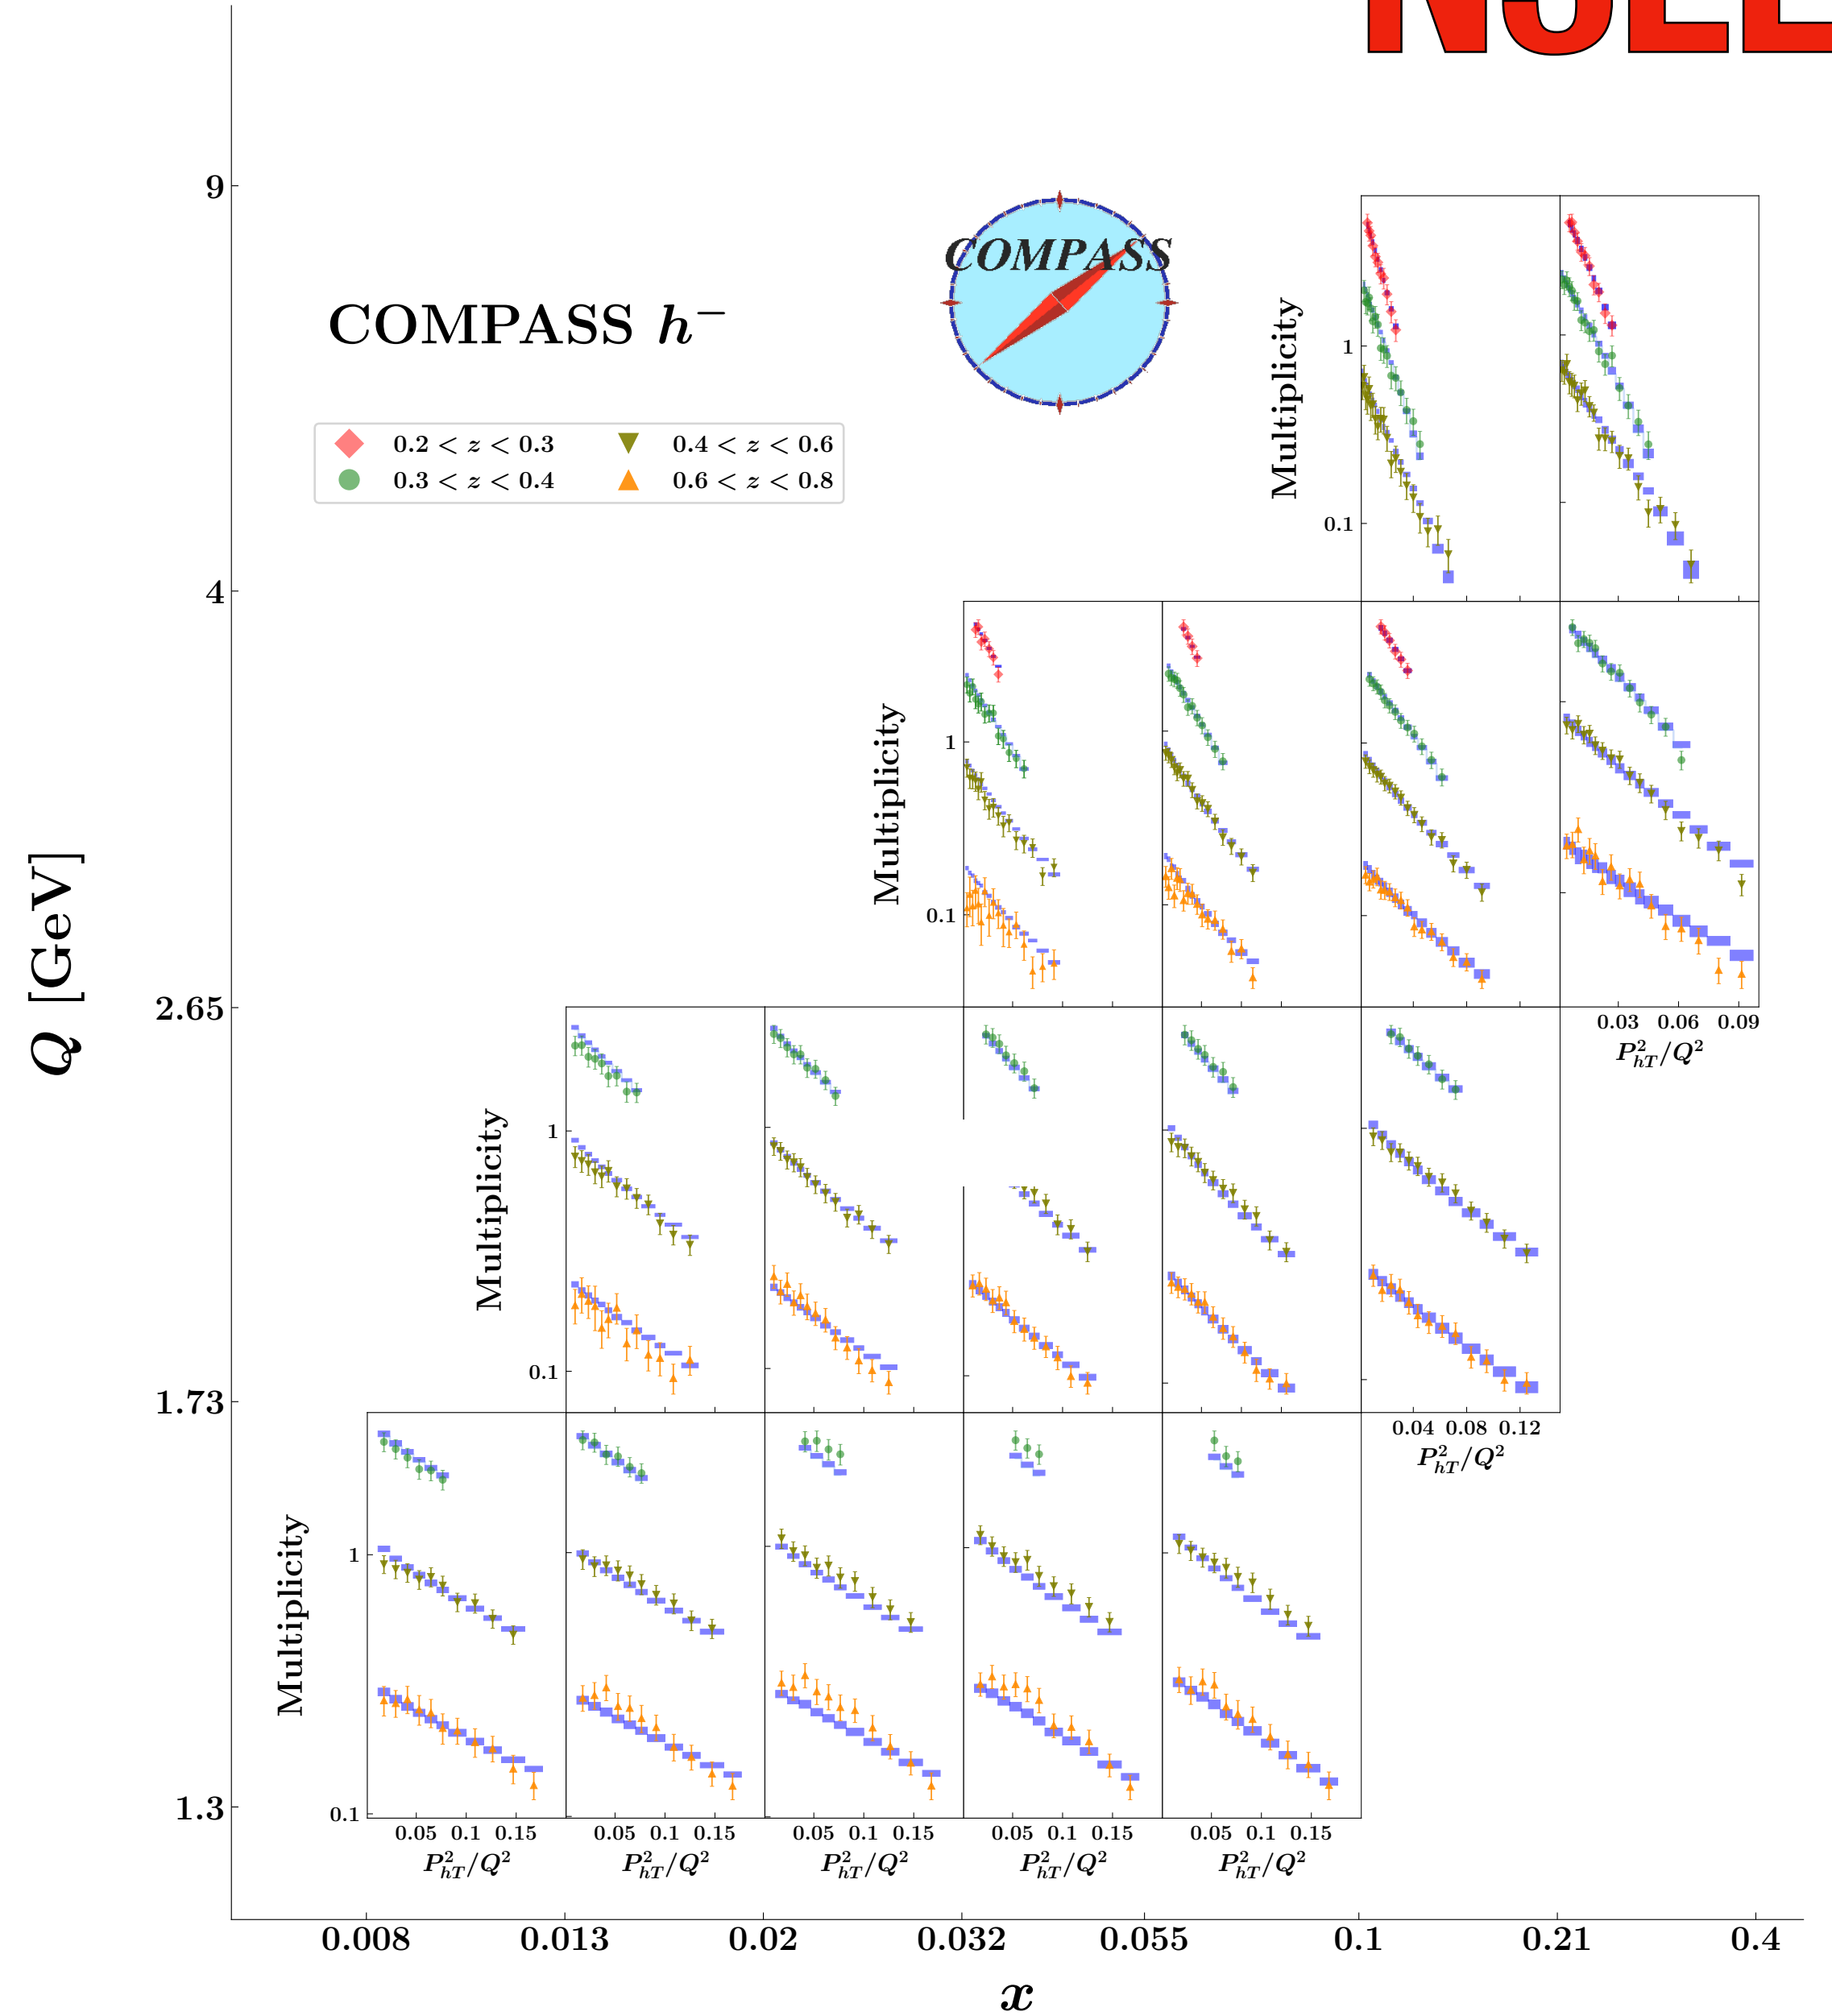 9
COMPASS
COMPASS h⁻
0.2 < z < 0.3
0.4 < z < 0.6
0.3 < z < 0.4
0.6 < z < 0.8
Multiplicity
1
0.1
4
Multiplicity
1
0.1
Q [GeV]
2.65
0.03 0.06 0.09
P²hT/Q²
Multiplicity
1
0.1
1.73
0.04 0.08 0.12
P²hT/Q²
Multiplicity
1
0.1
1.3
0.05 0.1 0.15
P²hT/Q²
0.05 0.1 0.15
P²hT/Q²
0.05 0.1 0.15
P²hT/Q²
0.05 0.1 0.15
P²hT/Q²
0.05 0.1 0.15
P²hT/Q²
0.008 0.013 0.02 0.032 0.055 0.1 0.21 0.4
x